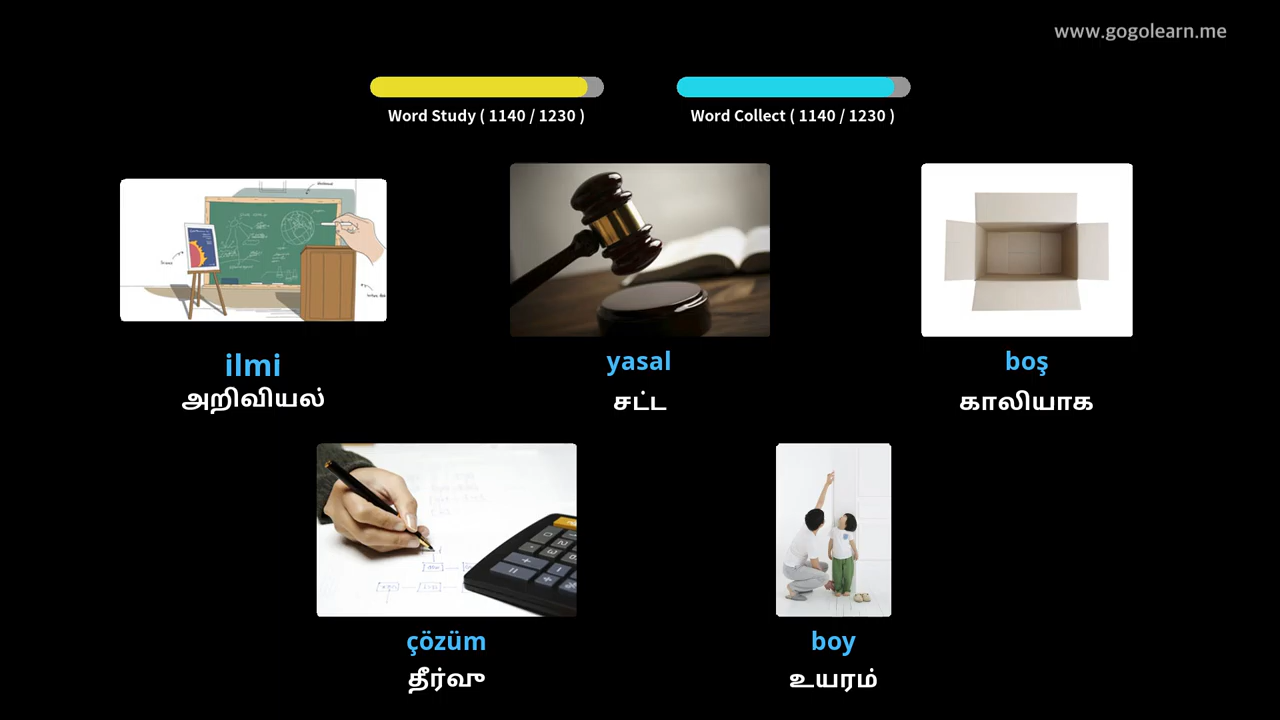 www.gogolearn.me
Word Study ( 1140 / 1230 )
Word Collect ( 1140 / 1230 )
ilmi
அறிவியல்
yasal
சட்ட
boş
காலியாக
çözüm
தீர்வு
boy
உயரம்